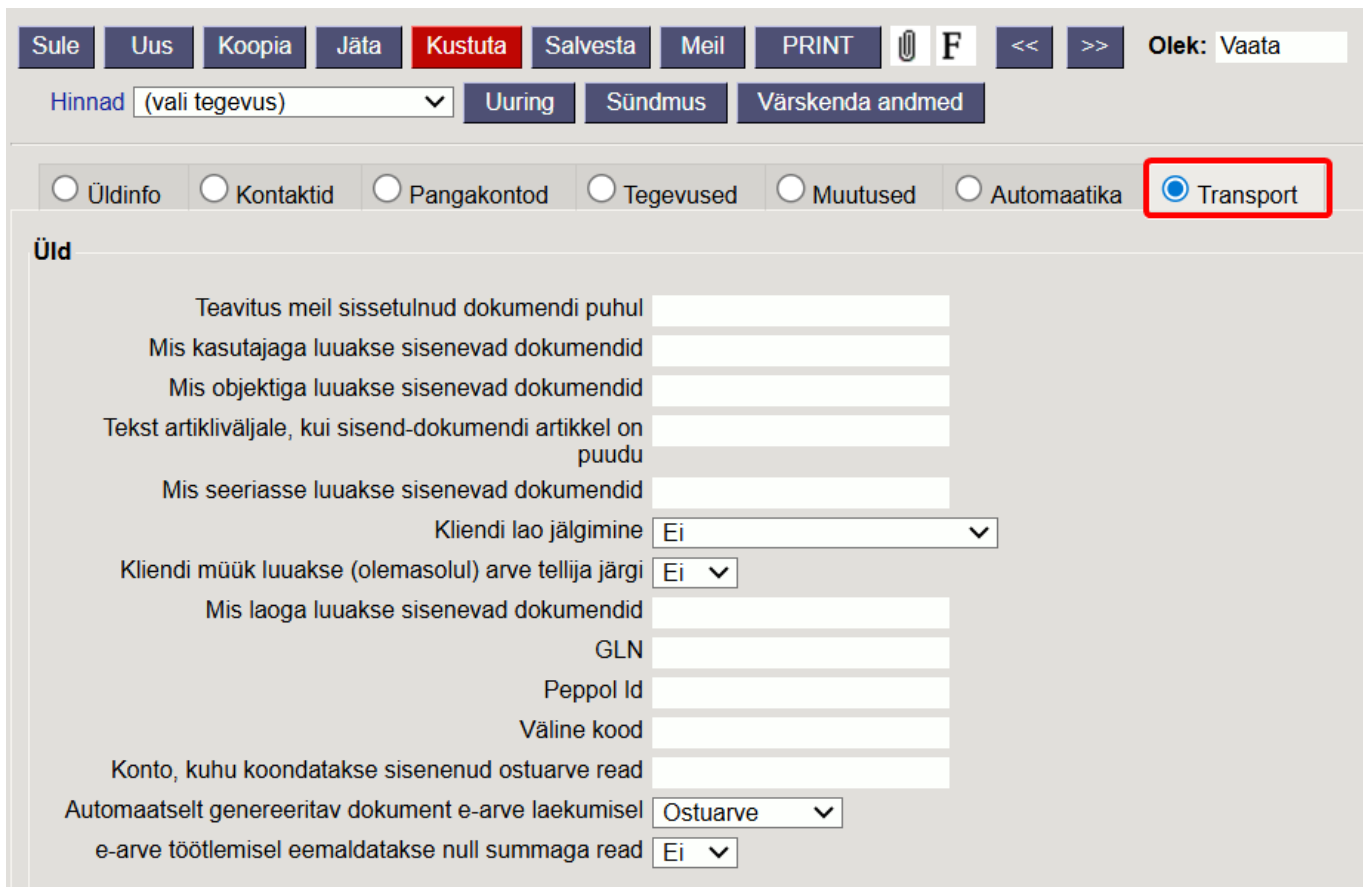 Sule Uus Koopia Jäta Kustuta Salvesta Meil PRINT F << >> Olek: Vaata
Hinnad (vali tegevus) Uuring Sündmus Värskenda andmed
Üldinfo Kontaktid Pangakontod Tegevused Muutused Automaatika Transport
Üld
Teavitus meil sissetulnud dokumendi puhul
Mis kasutajaga luuakse sisenevad dokumendid
Mis objektiga luuakse sisenevad dokumendid
Tekst artikliväljale, kui sisend-dokumendi artikkel on
puudu
Mis seeriasse luuakse sisenevad dokumendid
Kliendi lao jälgimine Ei
Kliendi müük luuakse (olemasolul) arve tellija järgi Ei
Mis laoga luuakse sisenevad dokumendid
GLN
Peppol Id
Väline kood
Konto, kuhu koondatakse sisenenud ostuarve read
Automaatselt genereeritav dokument e-arve laekumisel Ostuarve
e-arve töötlemisel eemaldatakse null summaga read Ei